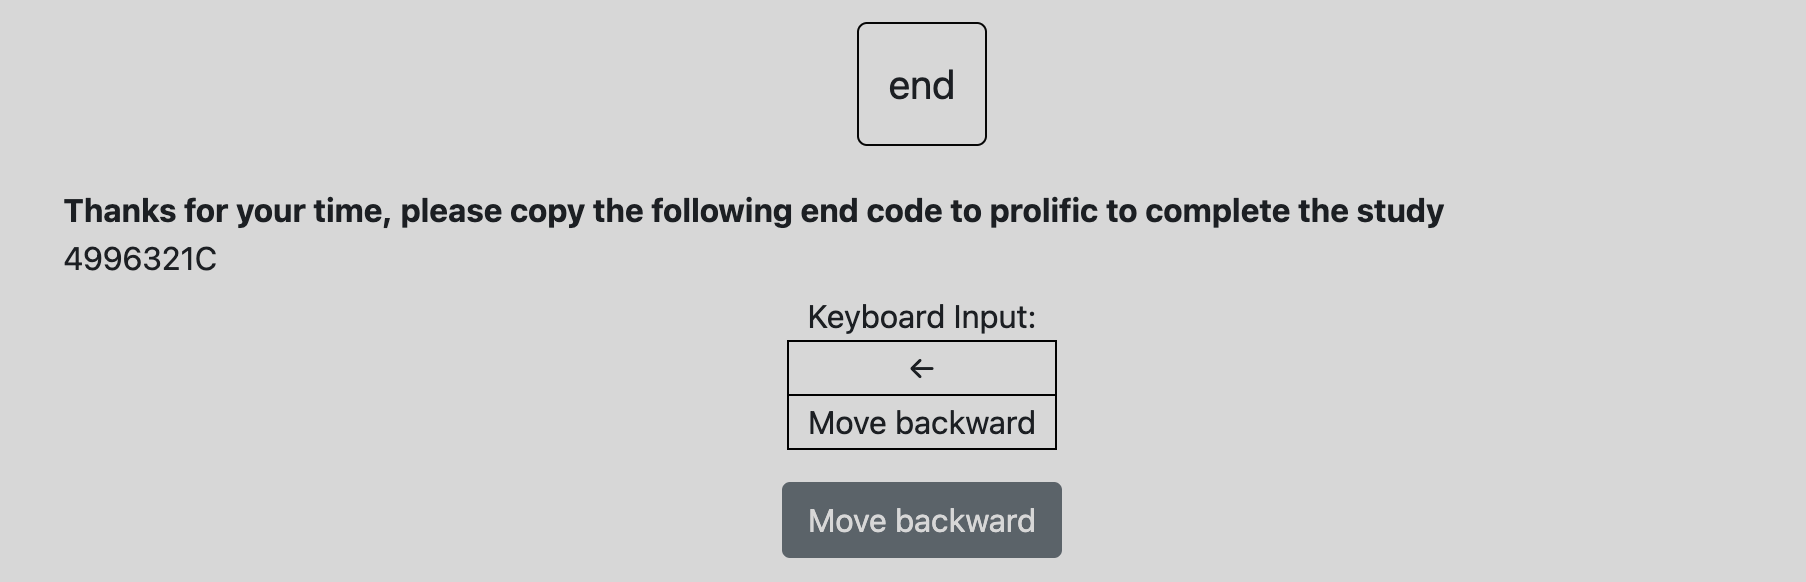 end
Thanks for your time, please copy the following end code to prolific to complete the study
4996321C
Keyboard Input:
←
Move backward
Move backward